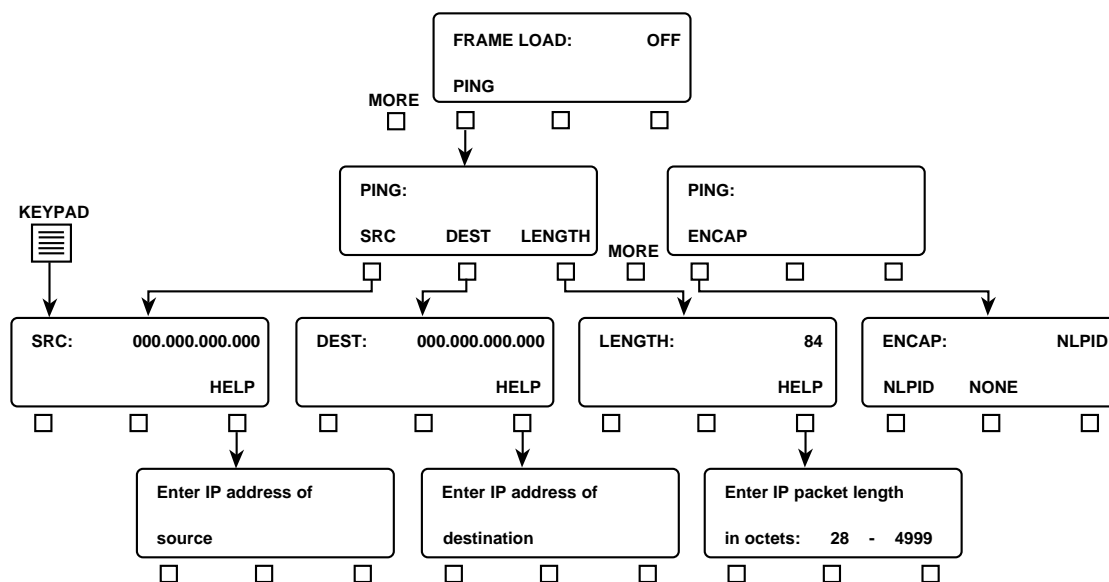 FRAME LOAD: OFF
PING
MORE
PING:
SRC DEST LENGTH
MORE
PING:
ENCAP
KEYPAD
SRC: 000.000.000.000
HELP
DEST: 000.000.000.000
HELP
LENGTH: 84
HELP
ENCAP: NLPID
NLPID NONE
Enter IP address of
source
Enter IP address of
destination
Enter IP packet length
in octets: 28 - 4999